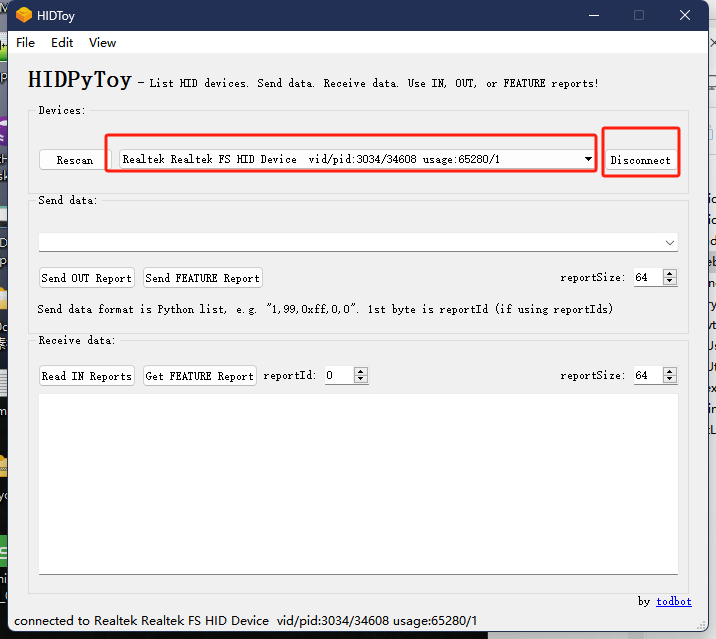 HIDToy
File Edit View
HIDPyToy - List HID devices. Send data. Receive data. Use IN, OUT, or FEATURE reports!
Devices:
Rescan Realtek Realtek FS HID Device vid/pid:3034/34608 usage:65280/1 Disconnect
Send data:
Send OUT Report Send FEATURE Report reportSize: 64
Send data format is Python list, e.g. "1,99,0xff,0,0". 1st byte is reportId (if using reportIds)
Receive data:
Read IN Reports Get FEATURE Report reportId: 0 reportSize: 64
by todbot
connected to Realtek Realtek FS HID Device vid/pid:3034/34608 usage:65280/1